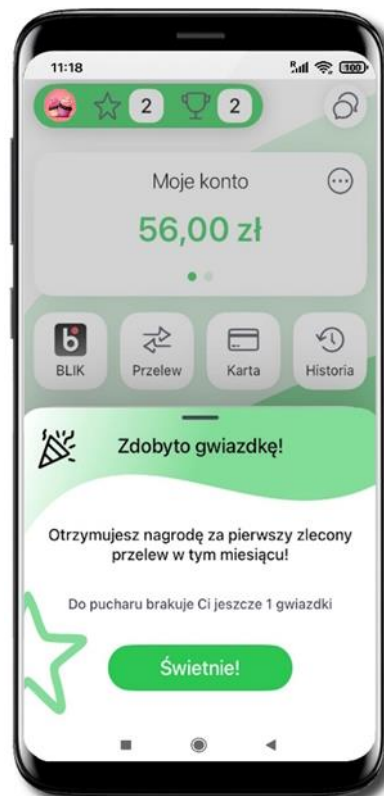 11:18
R
100
2
2
Moje konto
56,00 zł
b
BLIK
Przelew
Karta
Historia
Zdobyto gwiazdkę!
Otrzymujesz nagrodę za pierwszy zlecony
przelew w tym miesiącu!
Do pucharu brakuje Ci jeszcze 1 gwiazdki
Świetnie!